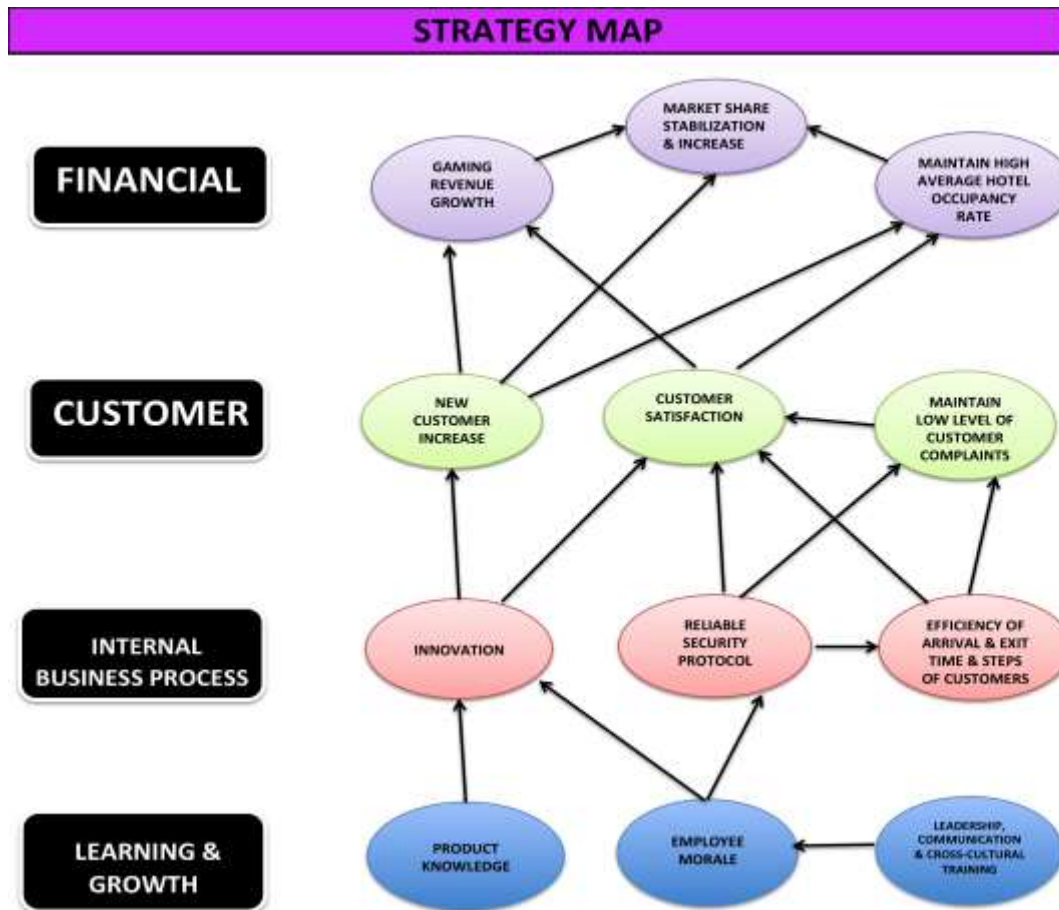 STRATEGY MAP
FINANCIAL
GAMING
REVENUE
GROWTH
MARKET SHARE
STABILIZATION
& INCREASE
MAINTAIN HIGH
AVERAGE HOTEL
OCCUPANCY
RATE
CUSTOMER
NEW
CUSTOMER
INCREASE
CUSTOMER
SATISFACTION
MAINTAIN
LOW LEVEL OF
CUSTOMER
COMPLAINTS
INTERNAL
BUSINESS PROCESS
INNOVATION
RELIABLE
SECURITY
PROTOCOL
EFFICIENCY OF
ARRIVAL & EXIT
TIME & STEPS
OF CUSTOMERS
LEARNING &
GROWTH
PRODUCT
KNOWLEDGE
EMPLOYEE
MORALE
LEADERSHIP,
COMMUNICATION
& CROSS-CULTURAL
TRAINING